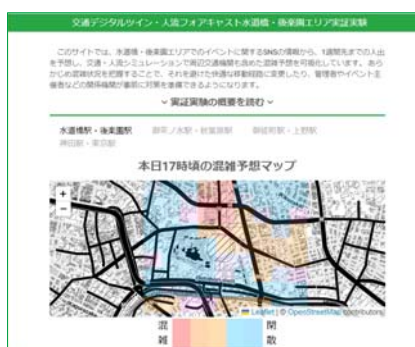 交通デジタルツイン・人流フォアキャスト水道橋・後楽園エリア実証実験
このサイトでは、水道橋・後楽園エリアでのイベントに関するSNSの情報から、1週間先までの人出
を予想し、交通・人流シミュレーションで周辺交通機関も含めた混雑予想を可視化しています。あら
かじめ混雑状況を把握することで、それを避けた快適な移動経路に変更したり、管理者やイベント主
催者などの関係機関が事前に対策を準備できるようになります。
~ 実証実験の概要を読む ~
水道橋駅・後楽園駅 御茶ノ水駅・秋葉原駅 御徒町駅・上野駅
神田駅・東京駅
本日17時頃の混雑予想マップ
+
−
Leaflet | © OpenStreetMap contributors
混雑
閑散